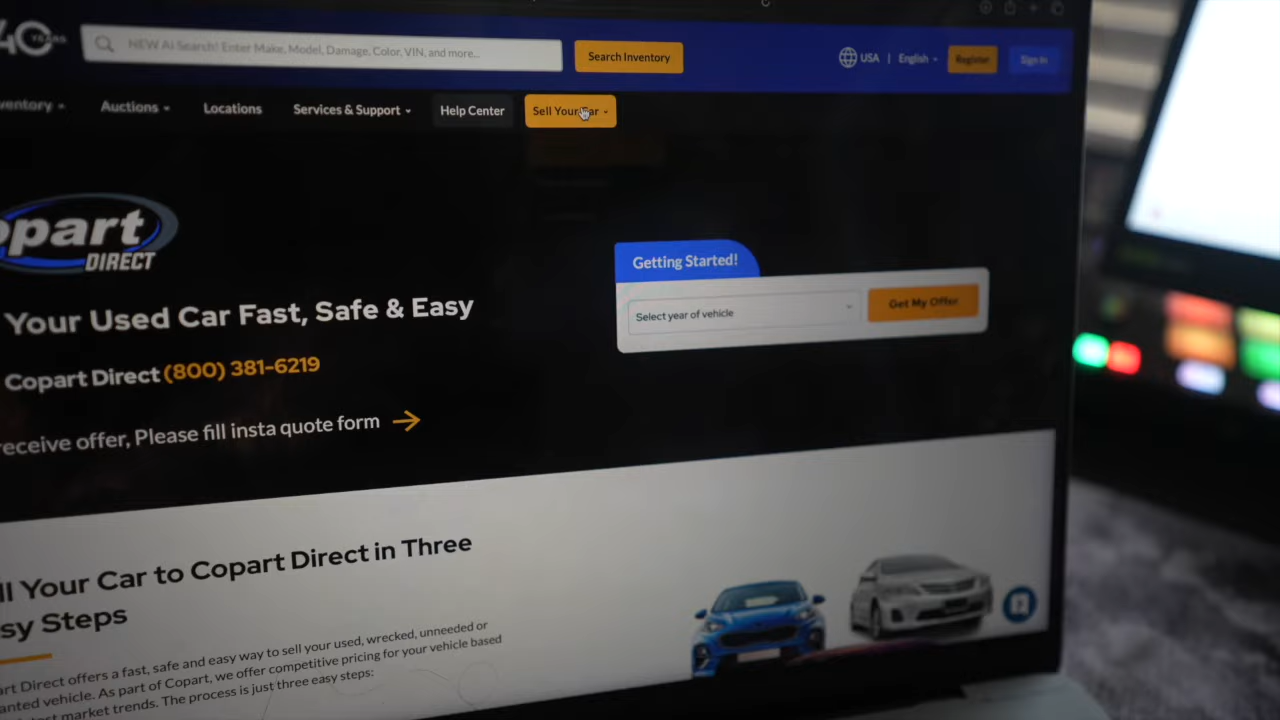 40 YEARS
NEW AI Search! Enter Make, Model, Damage, Color, VIN, and more...
Search Inventory
USA | English
Register
Sign In
ventory
Auctions
Locations
Services & Support
Help Center
Sell Your Car
opart
DIRECT
Getting Started!
Select year of vehicle
Get My Offer
Your Used Car Fast, Safe & Easy
Copart Direct (800) 381-6219
receive offer, Please fill insta quote form
ll Your Car to Copart Direct in Three
sy Steps
art Direct offers a fast, safe and easy way to sell your used, wrecked, unneeded or
anted vehicle. As part of Copart, we offer competitive pricing for your vehicle based
market trends. The process is just three easy steps: